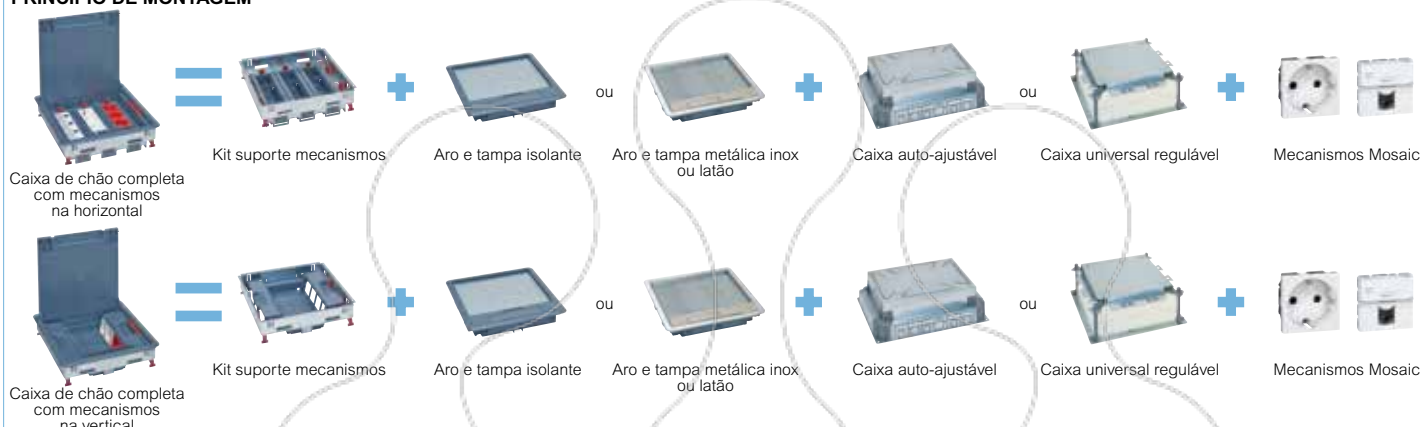 PRINCÍPIO DE MONTAGEM
ou
ou
Kit suporte mecanismos
Aro e tampa isolante
Aro e tampa metálica inox
ou latão
Caixa auto-ajustável
Caixa universal regulável
Mecanismos Mosaic
Caixa de chão completa
com mecanismos
na horizontal
ou
ou
Kit suporte mecanismos
Aro e tampa isolante
Aro e tampa metálica inox
ou latão
Caixa auto-ajustável
Caixa universal regulável
Mecanismos Mosaic
Caixa de chão completa
com mecanismos
na vertical